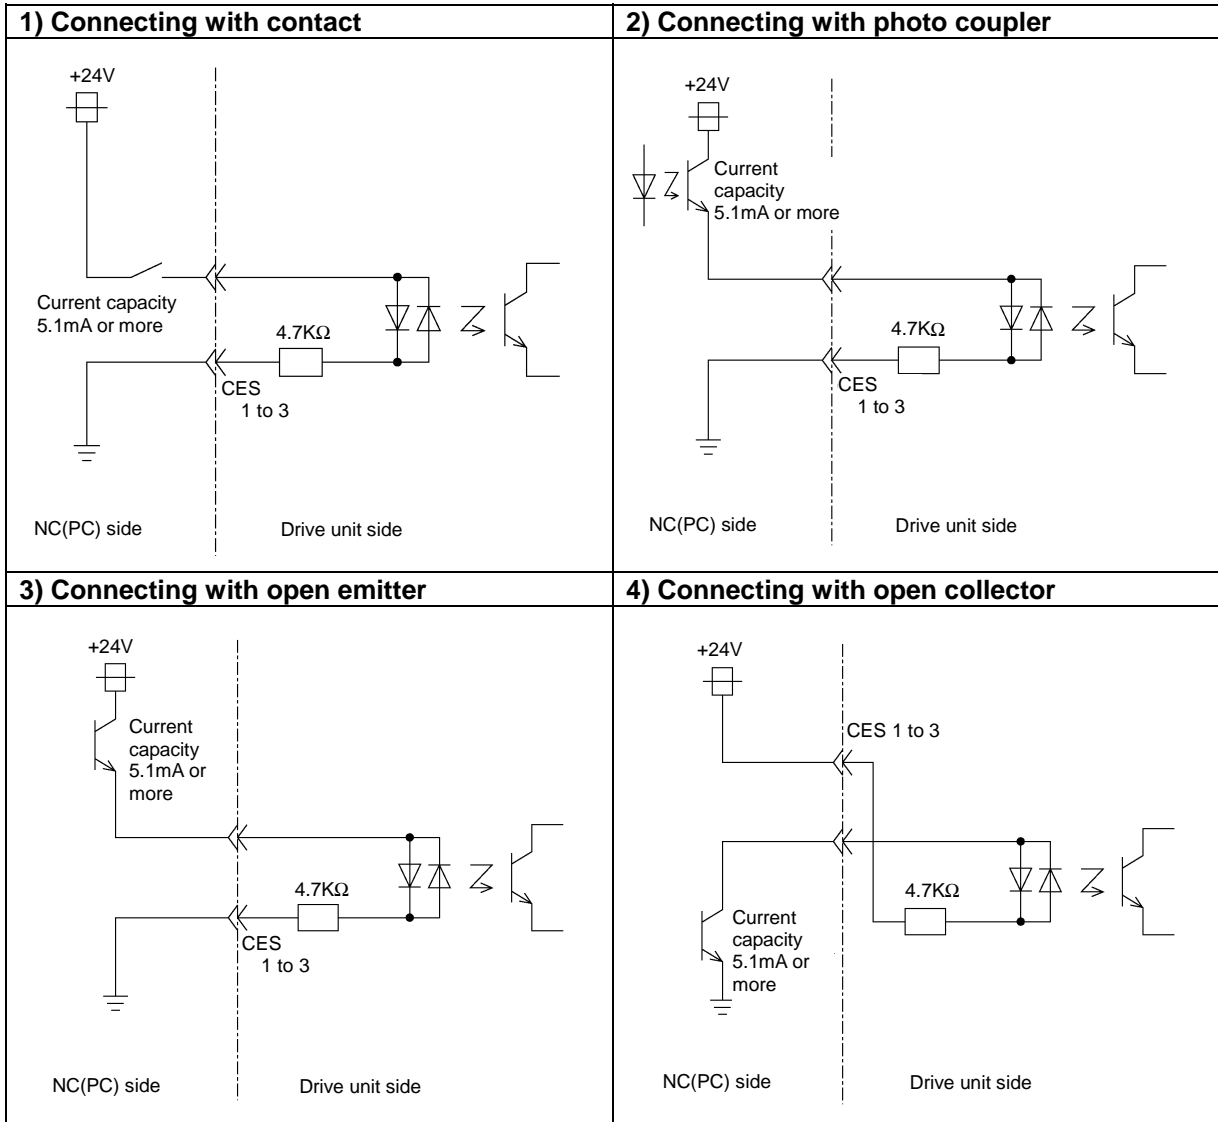 1) Connecting with contact
+24V
Current capacity
5.1mA or more
4.7KΩ
CES
1 to 3
NC(PC) side
Drive unit side
2) Connecting with photo coupler
+24V
Current
capacity
5.1mA or more
4.7KΩ
CES
1 to 3
NC(PC) side
Drive unit side
3) Connecting with open emitter
+24V
Current
capacity
5.1mA or
more
4.7KΩ
CES
1 to 3
NC(PC) side
Drive unit side
4) Connecting with open collector
+24V
CES 1 to 3
4.7KΩ
Current
capacity
5.1mA or
more
NC(PC) side
Drive unit side